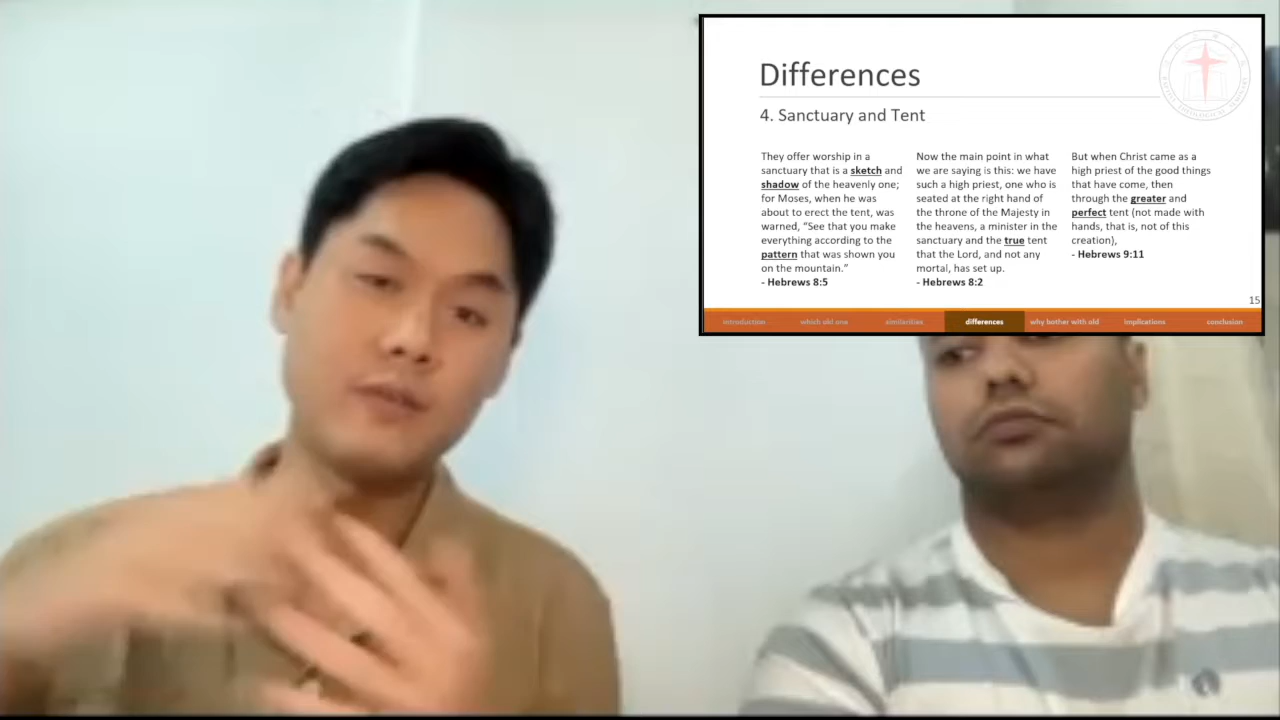 Differences
4. Sanctuary and Tent
They offer worship in a
sanctuary that is a sketch and
shadow of the heavenly one;
for Moses, when he was
about to erect the tent, was
warned, “See that you make
everything according to the
pattern that was shown you
on the mountain.”
- Hebrews 8:5
Now the main point in what
we are saying is this: we have
such a high priest, one who is
seated at the right hand of
the throne of the Majesty in
the heavens, a minister in the
sanctuary and the true tent
that the Lord, and not any
mortal, has set up.
- Hebrews 8:2
But when Christ came as a
high priest of the good things
that have come, then
through the greater and
perfect tent (not made with
hands, that is, not of this
creation),
- Hebrews 9:11
15
introduction which old one similarities differences why bother with old implications conclusion